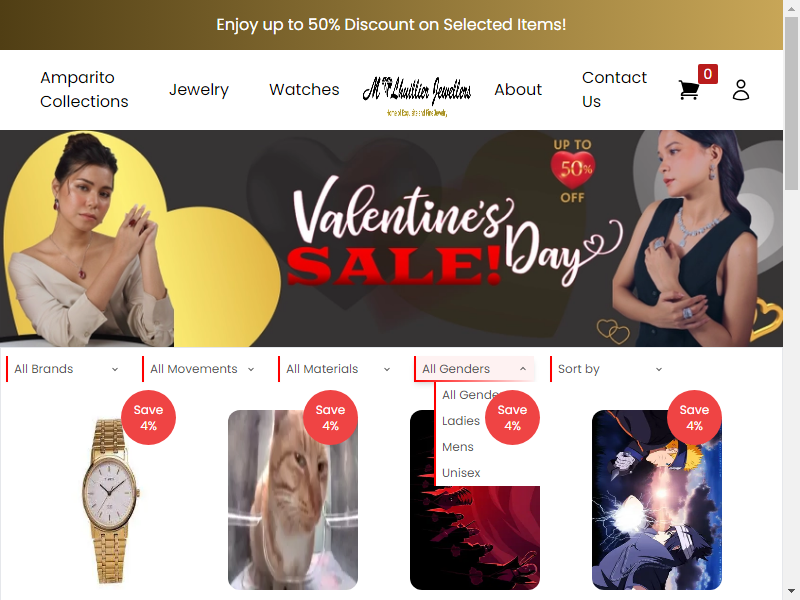 Enjoy up to 50% Discount on Selected Items!
Amparito
Collections
Jewelry
Watches
M Lhuillier Jewellers
About
Contact
Us
0
UP TO
50%
OFF
Valentine's
Day
SALE!
All Brands
All Movements
All Materials
All Genders
Sort by
All Gende
Ladies
Mens
Unisex
Save
4%
Save
4%
Save
4%
Save
4%